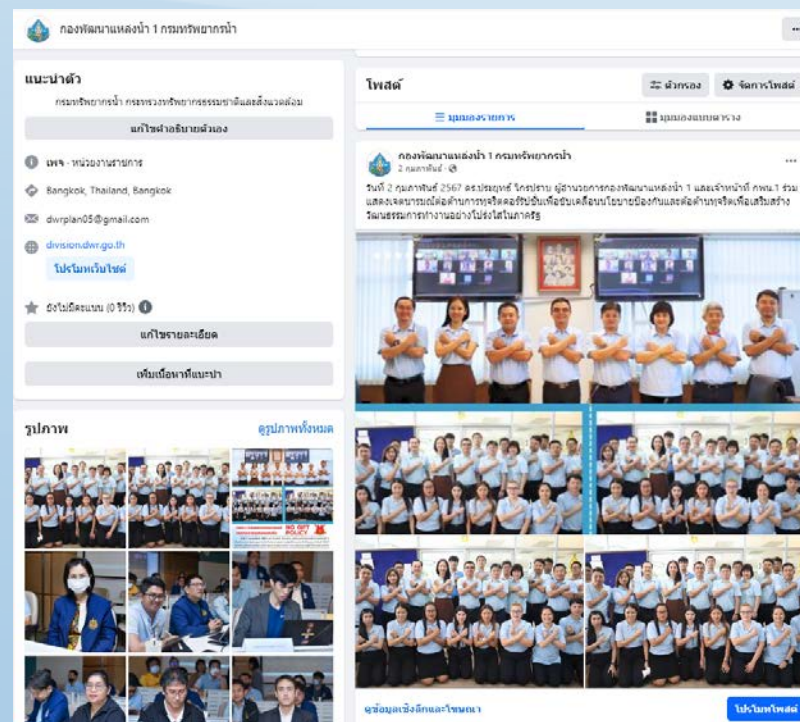 กองพัฒนาแหล่งน้ำ 1 กรมทรัพยากรน้ำ
แนะนำตัว
กรมทรัพยากรน้ำ กระทรวงทรัพยากรธรรมชาติและสิ่งแวดล้อม
แก้ไขคำอธิบายตัวเอง
เพจ · หน่วยงานราชการ
Bangkok, Thailand, Bangkok
dwrplan05@gmail.com
division.dwr.go.th
โปรโมทเว็บไซต์
ยังไม่มีคะแนน (0 รีวิว)
แก้ไขรายละเอียด
เพิ่มเนื้อหาที่แนะนำ
รูปภาพ
ดูรูปภาพทั้งหมด
NO GIFT
POLICY
โพสต์
ตัวกรอง
จัดการโพสต์
มุมมองรายการ
มุมมองแบบตาราง
กองพัฒนาแหล่งน้ำ 1 กรมทรัพยากรน้ำ
2 กุมภาพันธ์ ·
วันที่ 2 กุมภาพันธ์ 2567 ดร.ประยุทธ์ ไกรปราบ ผู้อำนวยการกองพัฒนาแหล่งน้ำ 1 และเจ้าหน้าที่ กพน.1 ร่วม
แสดงเจตนารมณ์ต่อต้านการทุจริตคอร์รัปชั่นเพื่อขับเคลื่อนนโยบายป้องกันและต่อต้านทุจริตเพื่อเสริมสร้าง
วัฒนธรรมการทำงานอย่างโปร่งใสในภาครัฐ
ดูข้อมูลเชิงลึกและโฆษณา
โปรโมทโพสต์